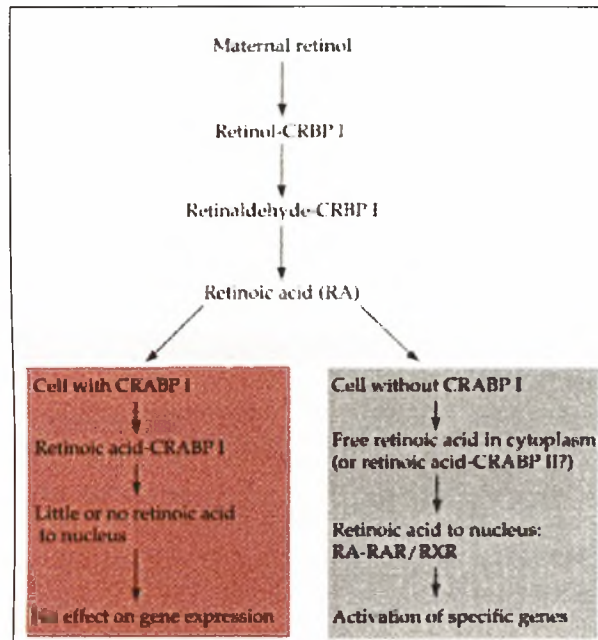 Maternal retinol
Retinol-CRBP I
Retinaldehyde-CRBP I
Retinoic acid (RA)
Cell with CRABP I
Retinoic acid-CRABP I
Little or no retinoic acid
to nucleus
No effect on gene expression
Cell without CRABP I
Free retinoic acid in cytoplasm
(or retinoic acid-CRABP II?)
Retinoic acid to nucleus:
RA-RAR/RXR
Activation of specific genes